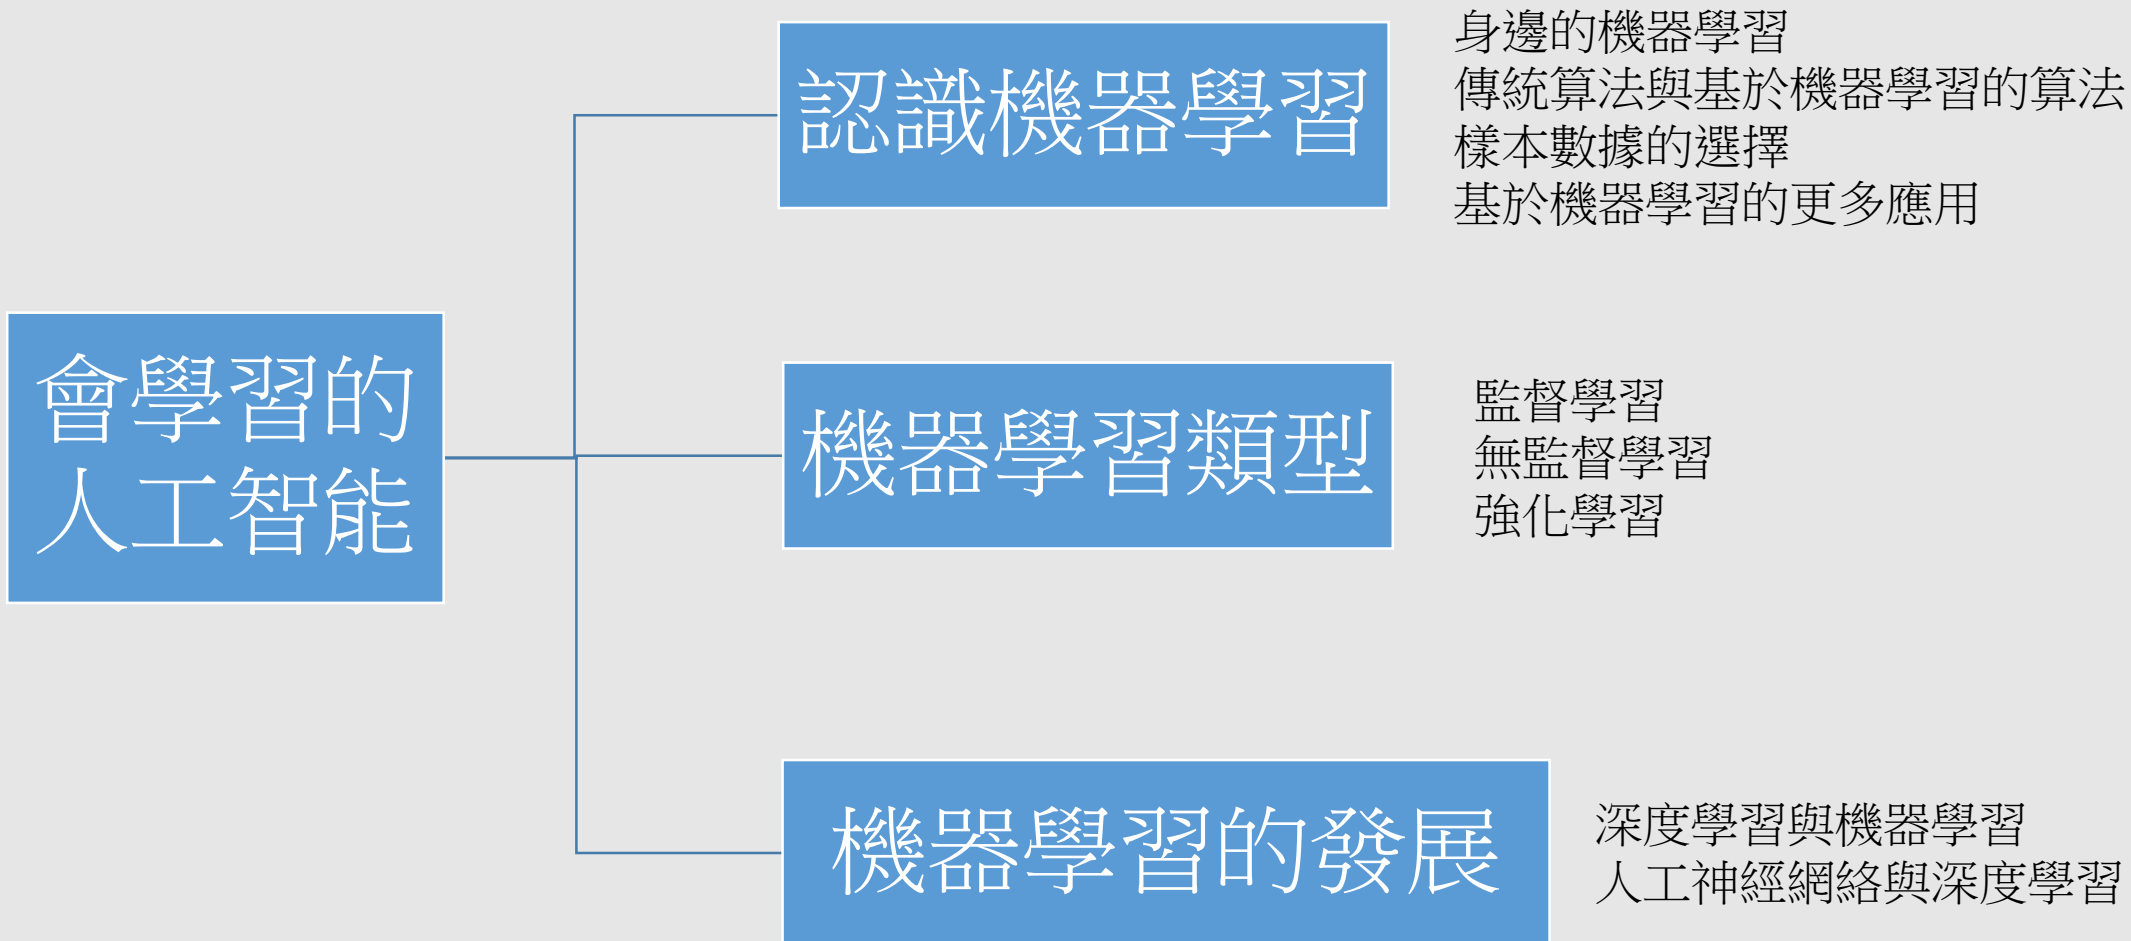 會學習的
人工智能
認識機器學習
身邊的機器學習
傳統算法與基於機器學習的算法
樣本數據的選擇
基於機器學習的更多應用
機器學習類型
監督學習
無監督學習
強化學習
機器學習的發展
深度學習與機器學習
人工神經網絡與深度學習